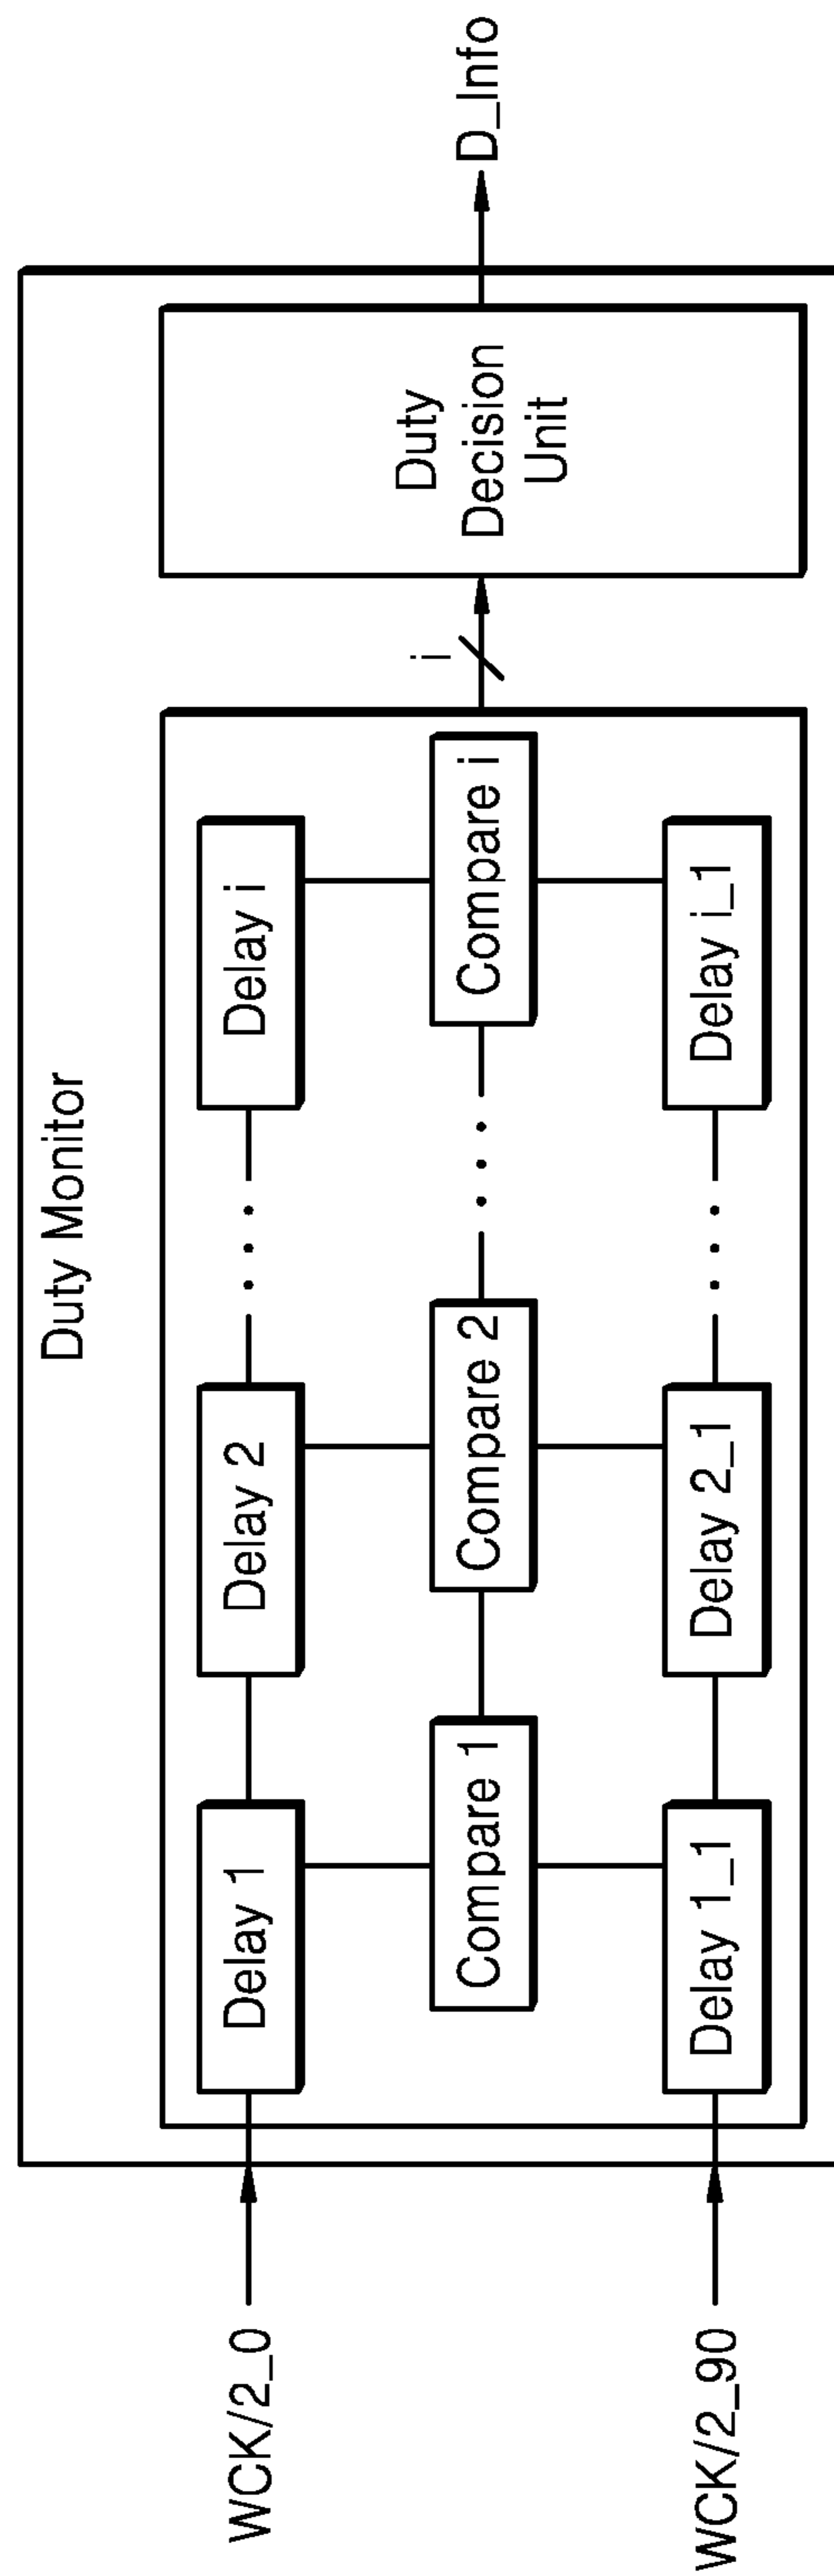 Duty Monitor
WCK/2_0
Delay 1
Delay 2
Delay i
Compare 1
Compare 2
Compare i
WCK/2_90
Delay 1_1
Delay 2_1
Delay i_1
i
Duty
Decision
Unit
D_Info